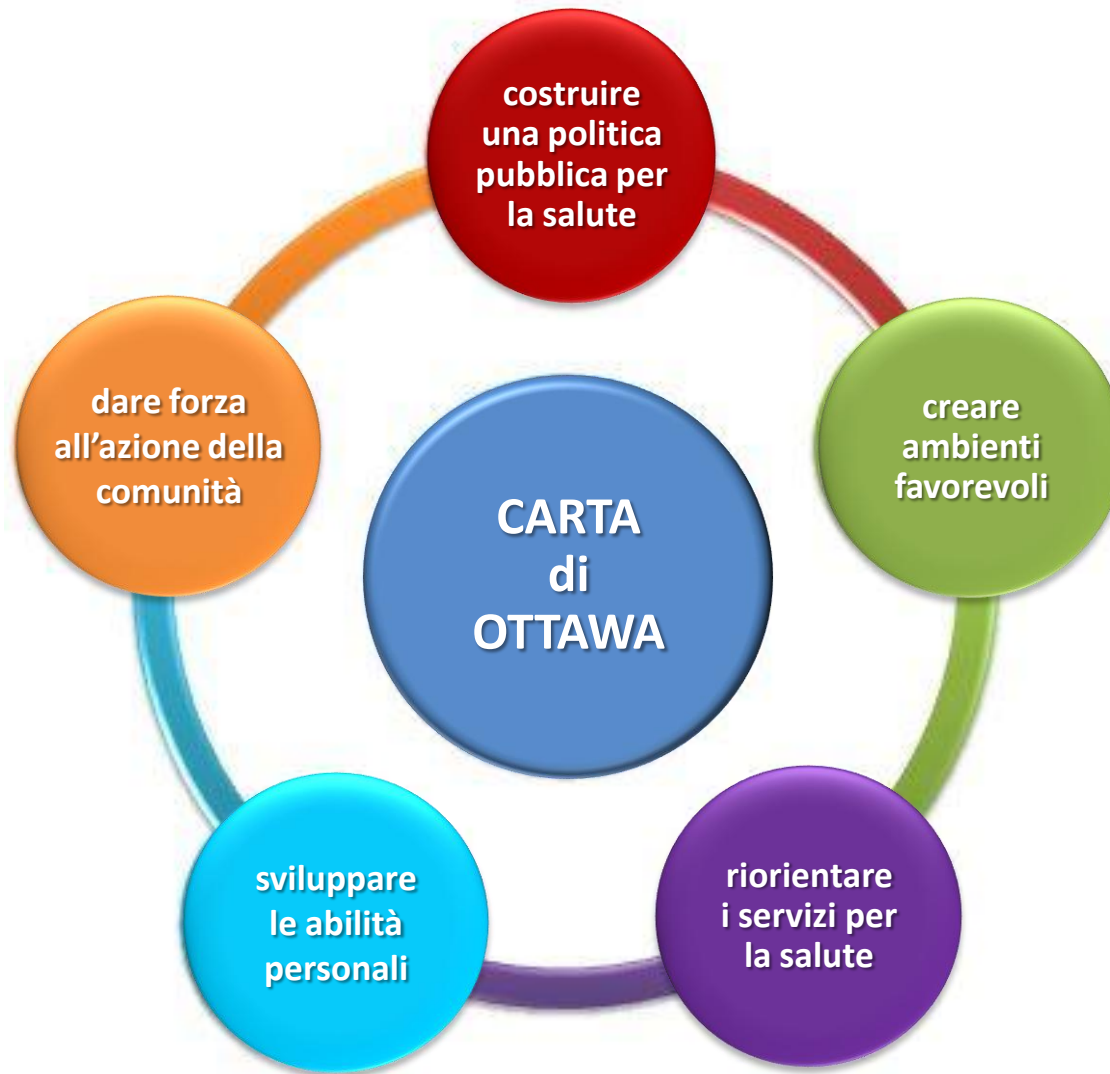 costruire
una politica
pubblica per
la salute
dare forza
all’azione della
comunità
creare
ambienti
favorevoli
CARTA
di
OTTAWA
sviluppare
le abilità
personali
riorientare
i servizi per
la salute